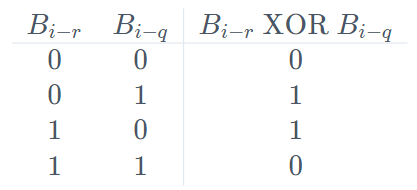 B_{i-r} B_{i-q} B_{i-r} XOR B_{i-q}
0 0 0
0 1 1
1 0 1
1 1 0